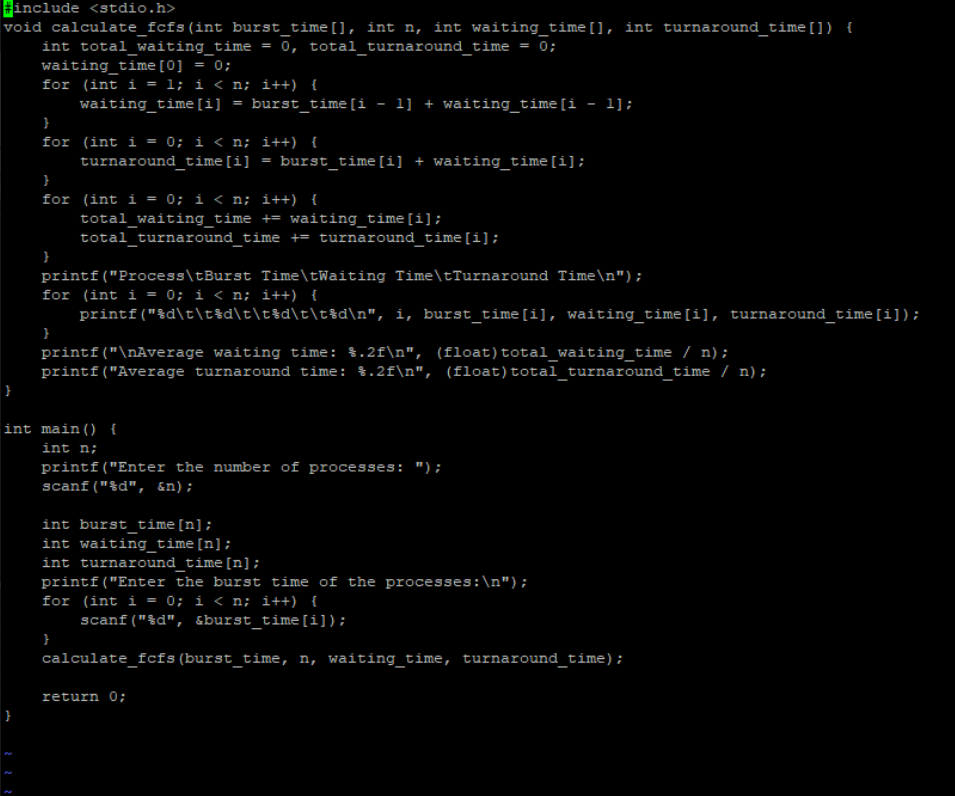 #include <stdio.h>
void calculate_fcfs(int burst_time[], int n, int waiting_time[], int turnaround_time[]) {
    int total_waiting_time = 0, total_turnaround_time = 0;
    waiting_time[0] = 0;
    for (int i = 1; i < n; i++) {
        waiting_time[i] = burst_time[i - 1] + waiting_time[i - 1];
    }
    for (int i = 0; i < n; i++) {
        turnaround_time[i] = burst_time[i] + waiting_time[i];
    }
    for (int i = 0; i < n; i++) {
        total_waiting_time += waiting_time[i];
        total_turnaround_time += turnaround_time[i];
    }
    printf("Process\tBurst Time\tWaiting Time\tTurnaround Time\n");
    for (int i = 0; i < n; i++) {
        printf("%d\t\t%d\t\t%d\t\t%d\n", i, burst_time[i], waiting_time[i], turnaround_time[i]);
    }
    printf("\nAverage waiting time: %.2f\n", (float)total_waiting_time / n);
    printf("Average turnaround time: %.2f\n", (float)total_turnaround_time / n);
}

int main() {
    int n;
    printf("Enter the number of processes: ");
    scanf("%d", &n);

    int burst_time[n];
    int waiting_time[n];
    int turnaround_time[n];
    printf("Enter the burst time of the processes:\n");
    for (int i = 0; i < n; i++) {
        scanf("%d", &burst_time[i]);
    }
    calculate_fcfs(burst_time, n, waiting_time, turnaround_time);

    return 0;
}

~
~
~